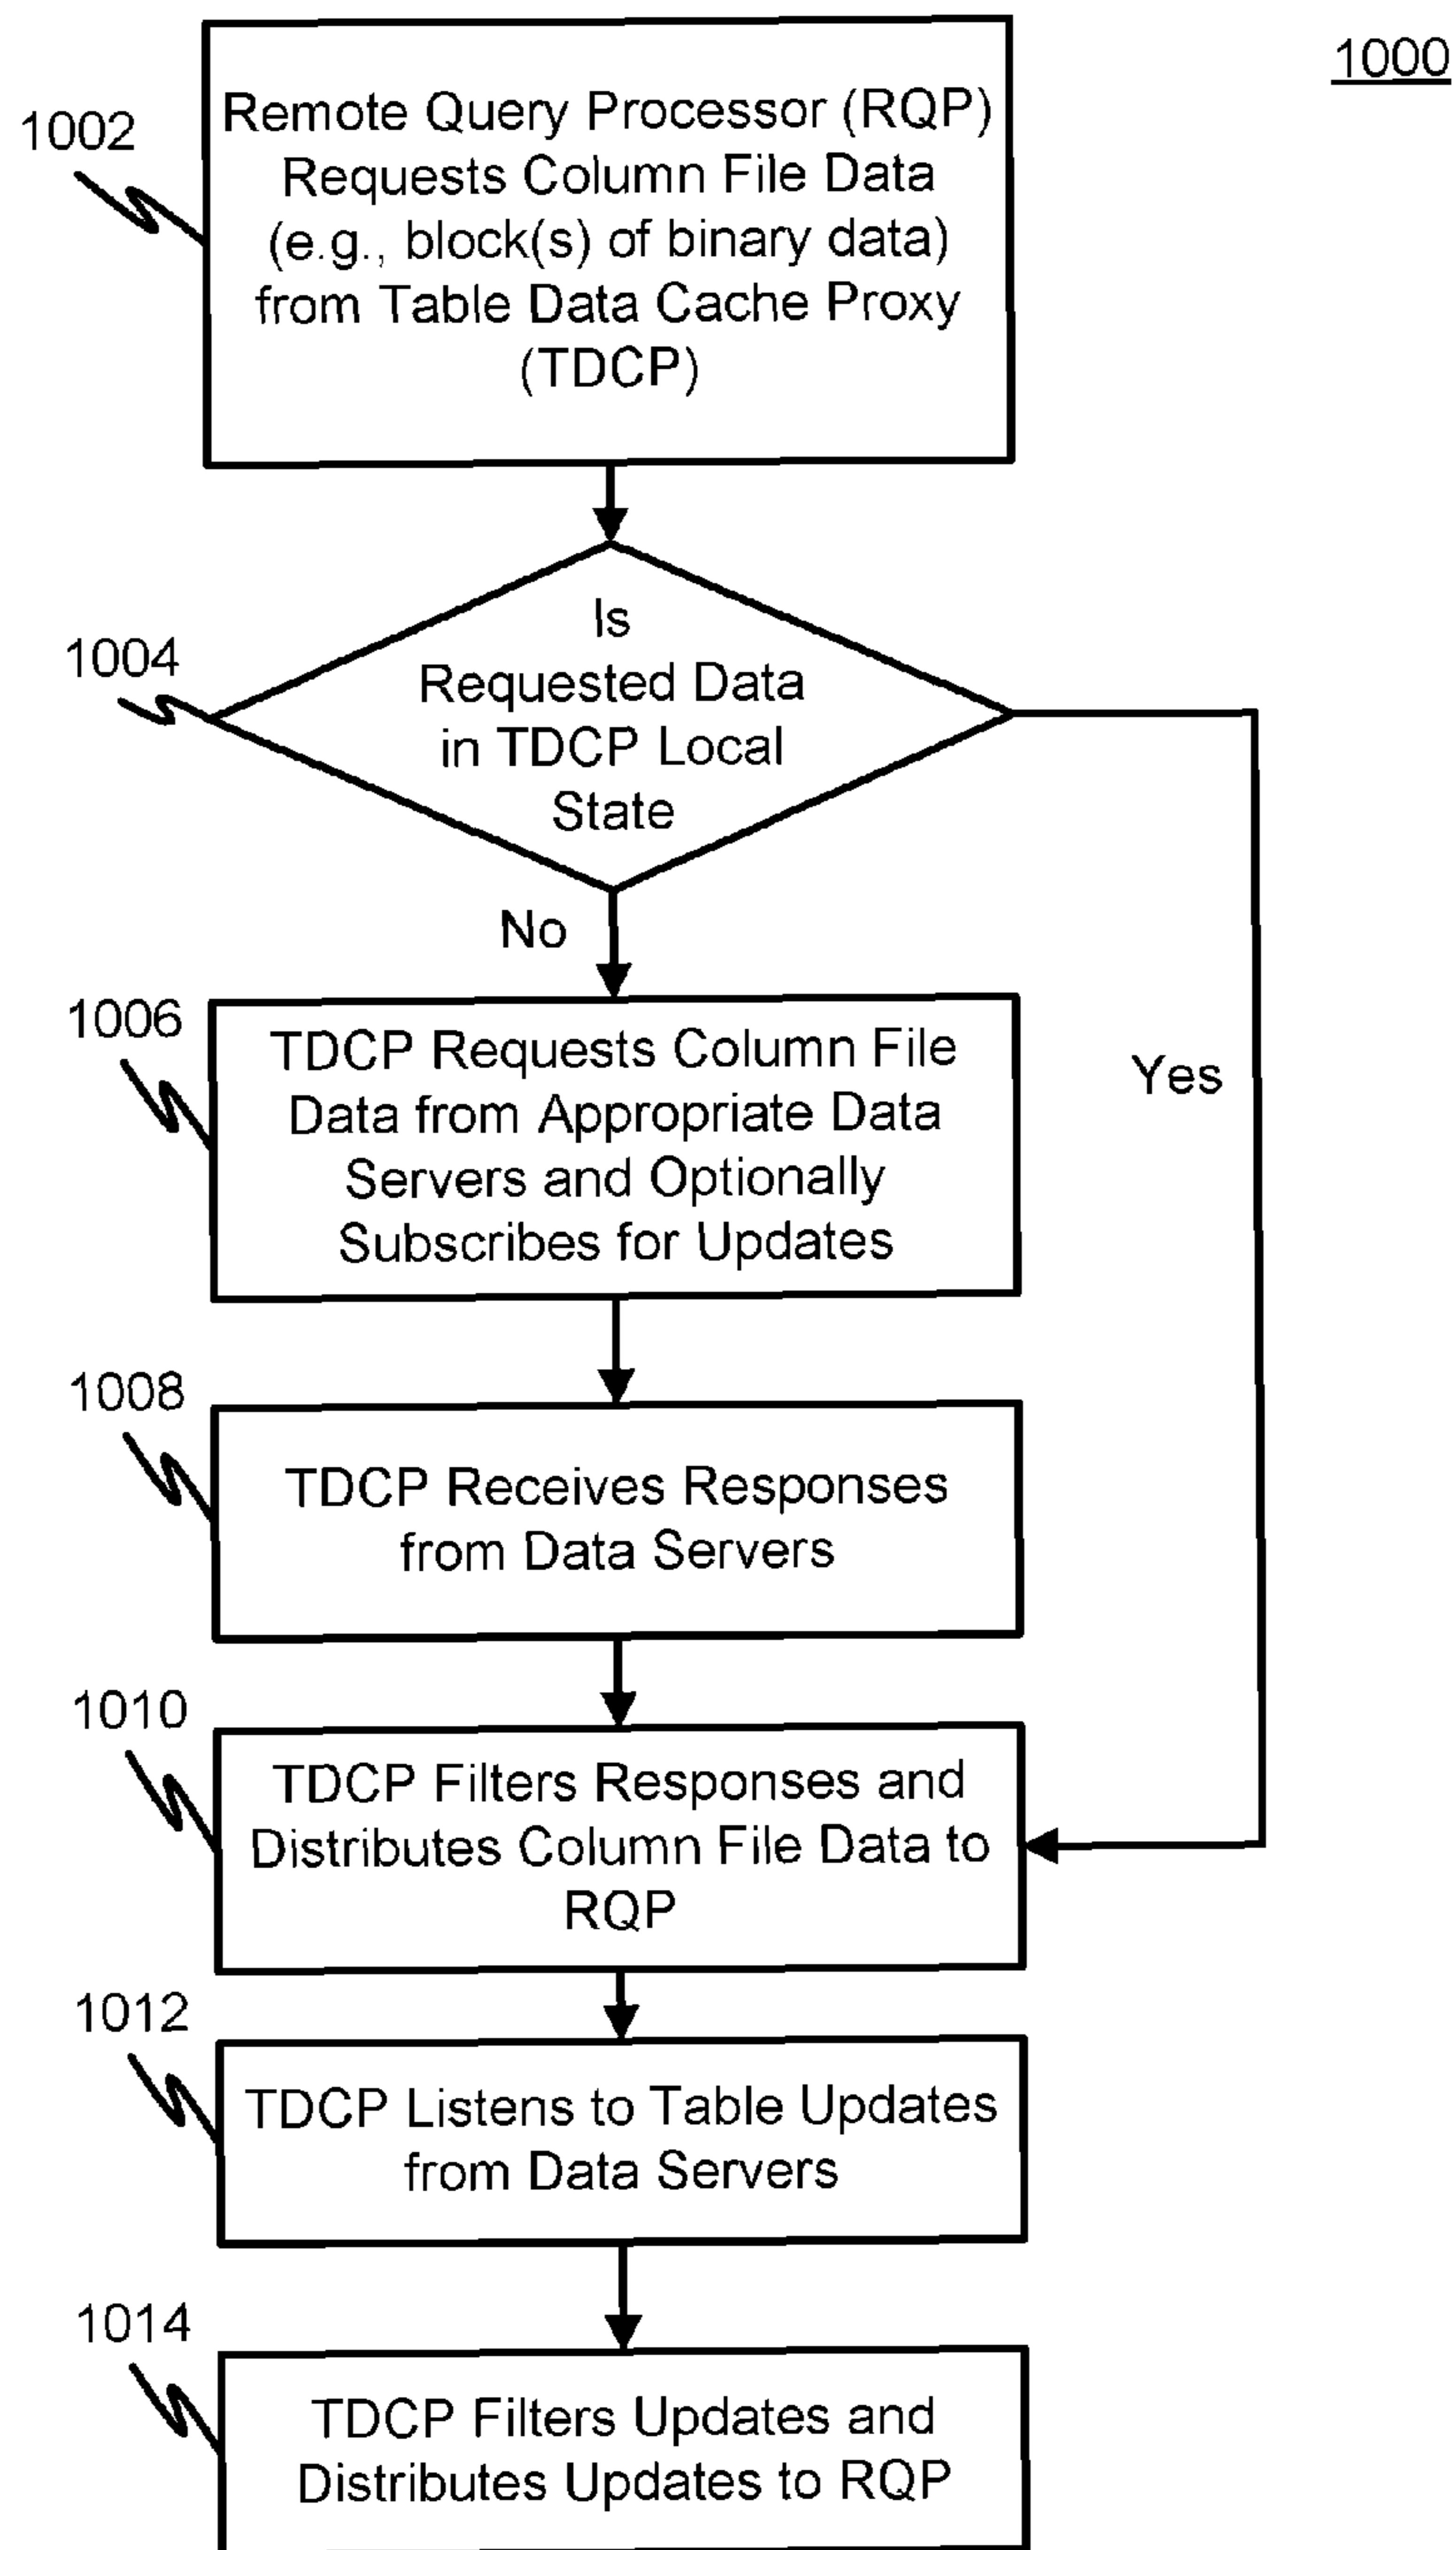 1000
1002
Remote Query Processor (RQP)
Requests Column File Data
(e.g., block(s) of binary data)
from Table Data Cache Proxy
(TDCP)
1004
Is
Requested Data
in TDCP Local
State
No
Yes
1006
TDCP Requests Column File
Data from Appropriate Data
Servers and Optionally
Subscribes for Updates
1008
TDCP Receives Responses
from Data Servers
1010
TDCP Filters Responses and
Distributes Column File Data to
RQP
1012
TDCP Listens to Table Updates
from Data Servers
1014
TDCP Filters Updates and
Distributes Updates to RQP